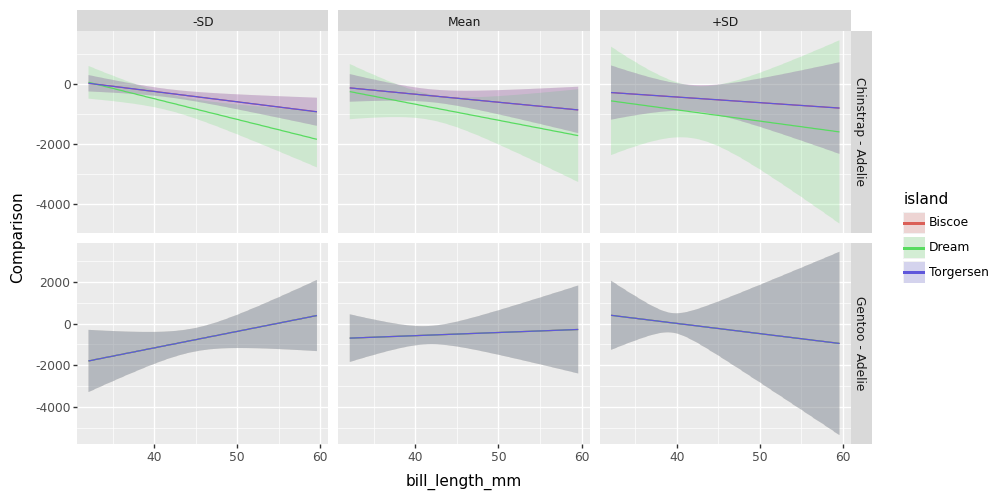 -SD Mean +SD
0
-2000
-4000
Chinstrap - Adelie
2000
0
-2000
-4000
Gentoo - Adelie
40 50 60 40 50 60 40 50 60
bill_length_mm
Comparison
island
Biscoe
Dream
Torgersen